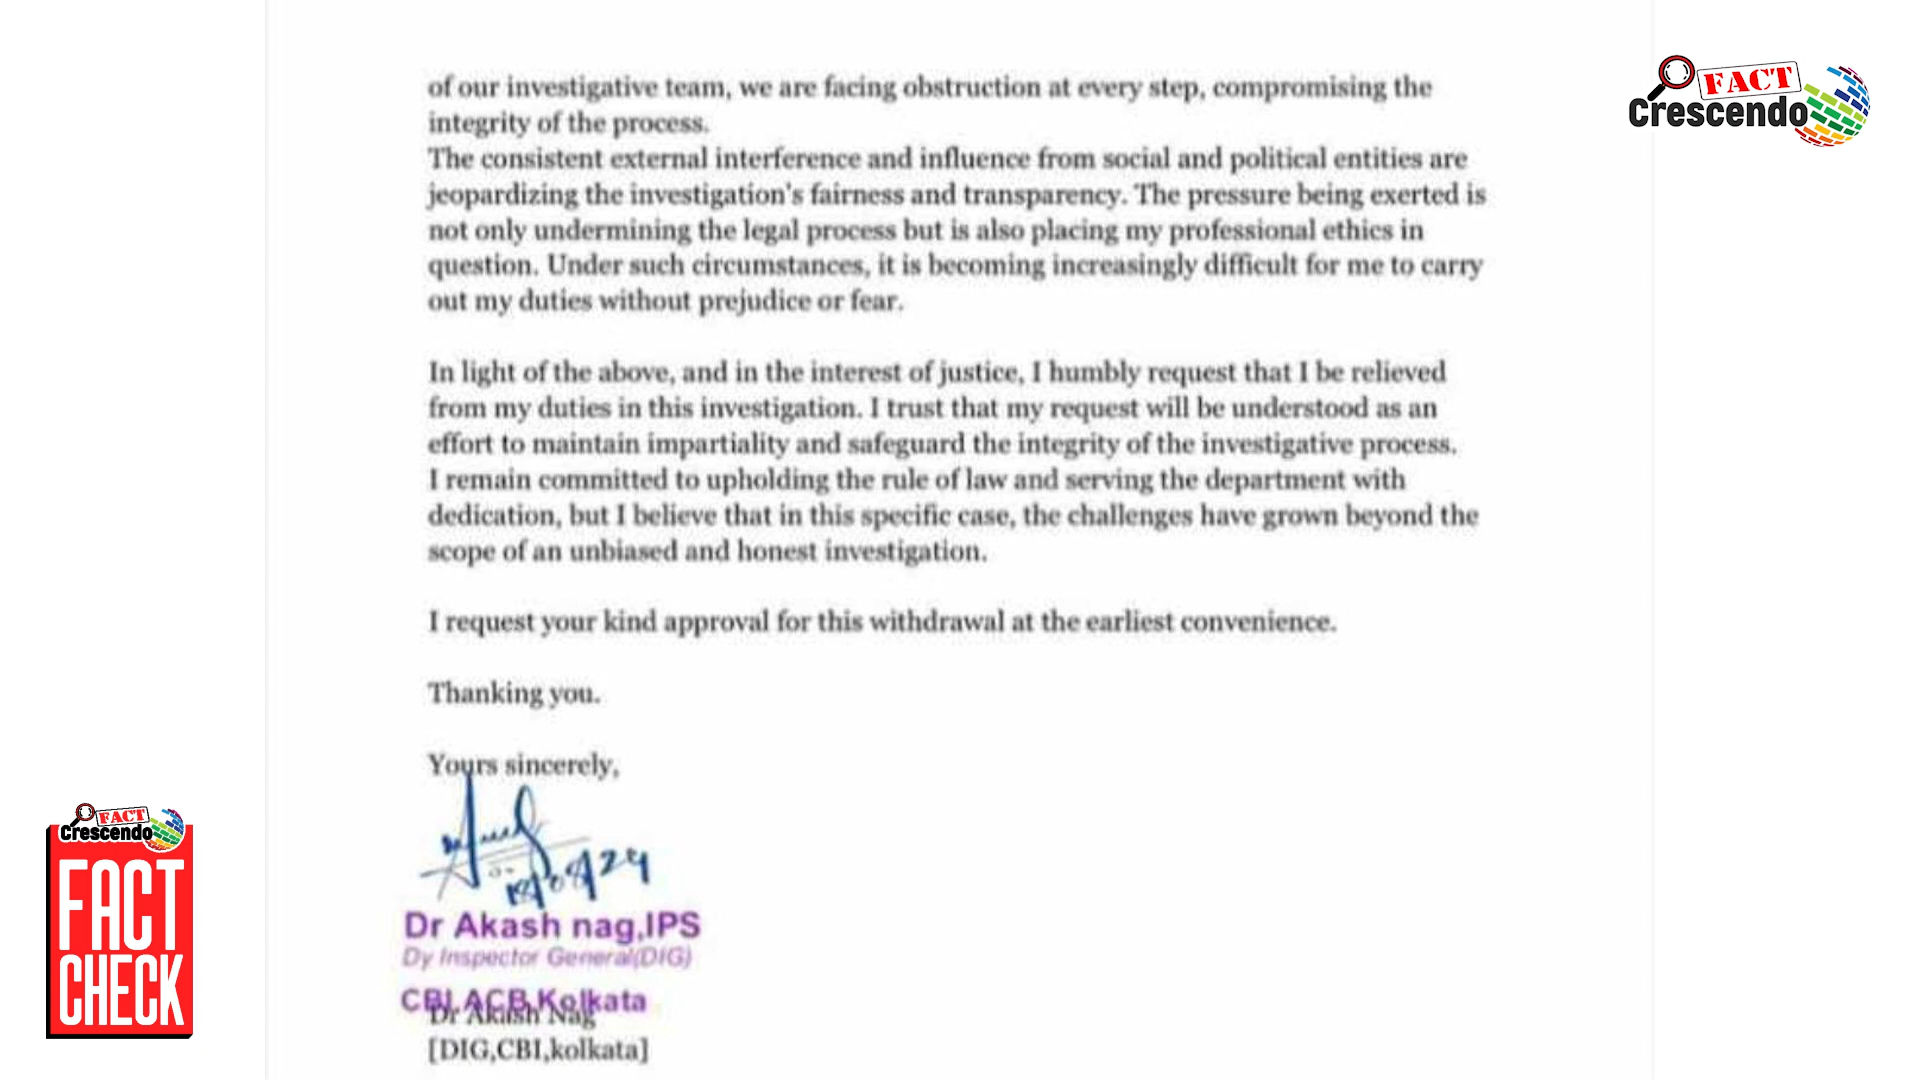 of our investigative team, we are facing obstruction at every step, compromising the
integrity of the process.
The consistent external interference and influence from social and political entities are
jeopardizing the investigation's fairness and transparency. The pressure being exerted is
not only undermining the legal process but is also placing my professional ethics in
question. Under such circumstances, it is becoming increasingly difficult for me to carry
out my duties without prejudice or fear.
In light of the above, and in the interest of justice, I humbly request that I be relieved
from my duties in this investigation. I trust that my request will be understood as an
effort to maintain impartiality and safeguard the integrity of the investigative process.
I remain committed to upholding the rule of law and serving the department with
dedication, but I believe that in this specific case, the challenges have grown beyond the
scope of an unbiased and honest investigation.
I request your kind approval for this withdrawal at the earliest convenience.
Thanking you.
Yours sincerely,
Dr Akash nag,IPS
Dy Inspector General(DIG)
CBI,ACB,Kolkata
Dr Akash Nag
[DIG,CBI,kolkata]
FACT
Crescendo
FACT
Crescendo
FACT
CHECK